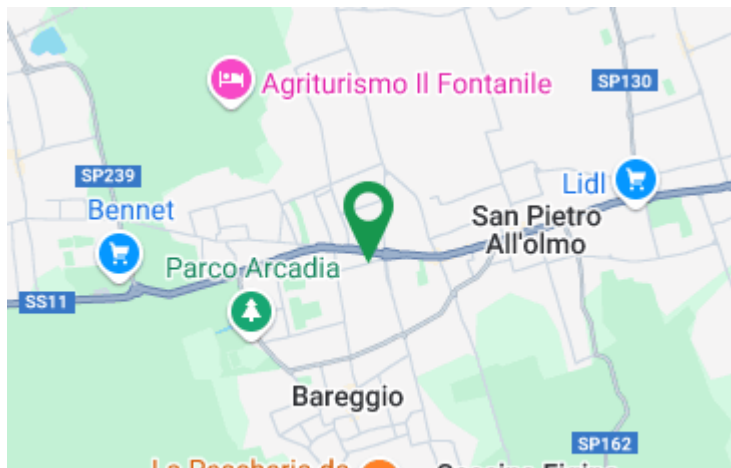 Agriturismo Il Fontanile
SP130
SP239
Lidl
Bennet
San Pietro
All'olmo
Parco Arcadia
SS11
Bareggio
SP162